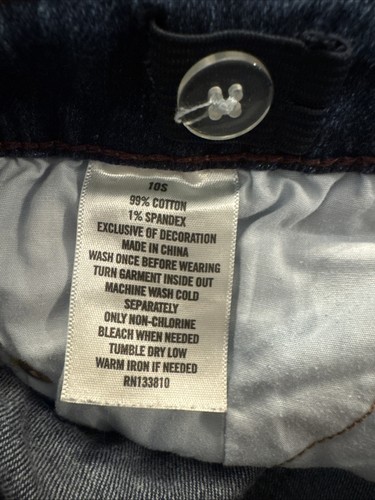 10S
99% COTTON
1% SPANDEX
EXCLUSIVE OF DECORATION
MADE IN CHINA
WASH ONCE BEFORE WEARING
TURN GARMENT INSIDE OUT
MACHINE WASH COLD
SEPARATELY
ONLY NON-CHLORINE
BLEACH WHEN NEEDED
TUMBLE DRY LOW
WARM IRON IF NEEDED
RN133810